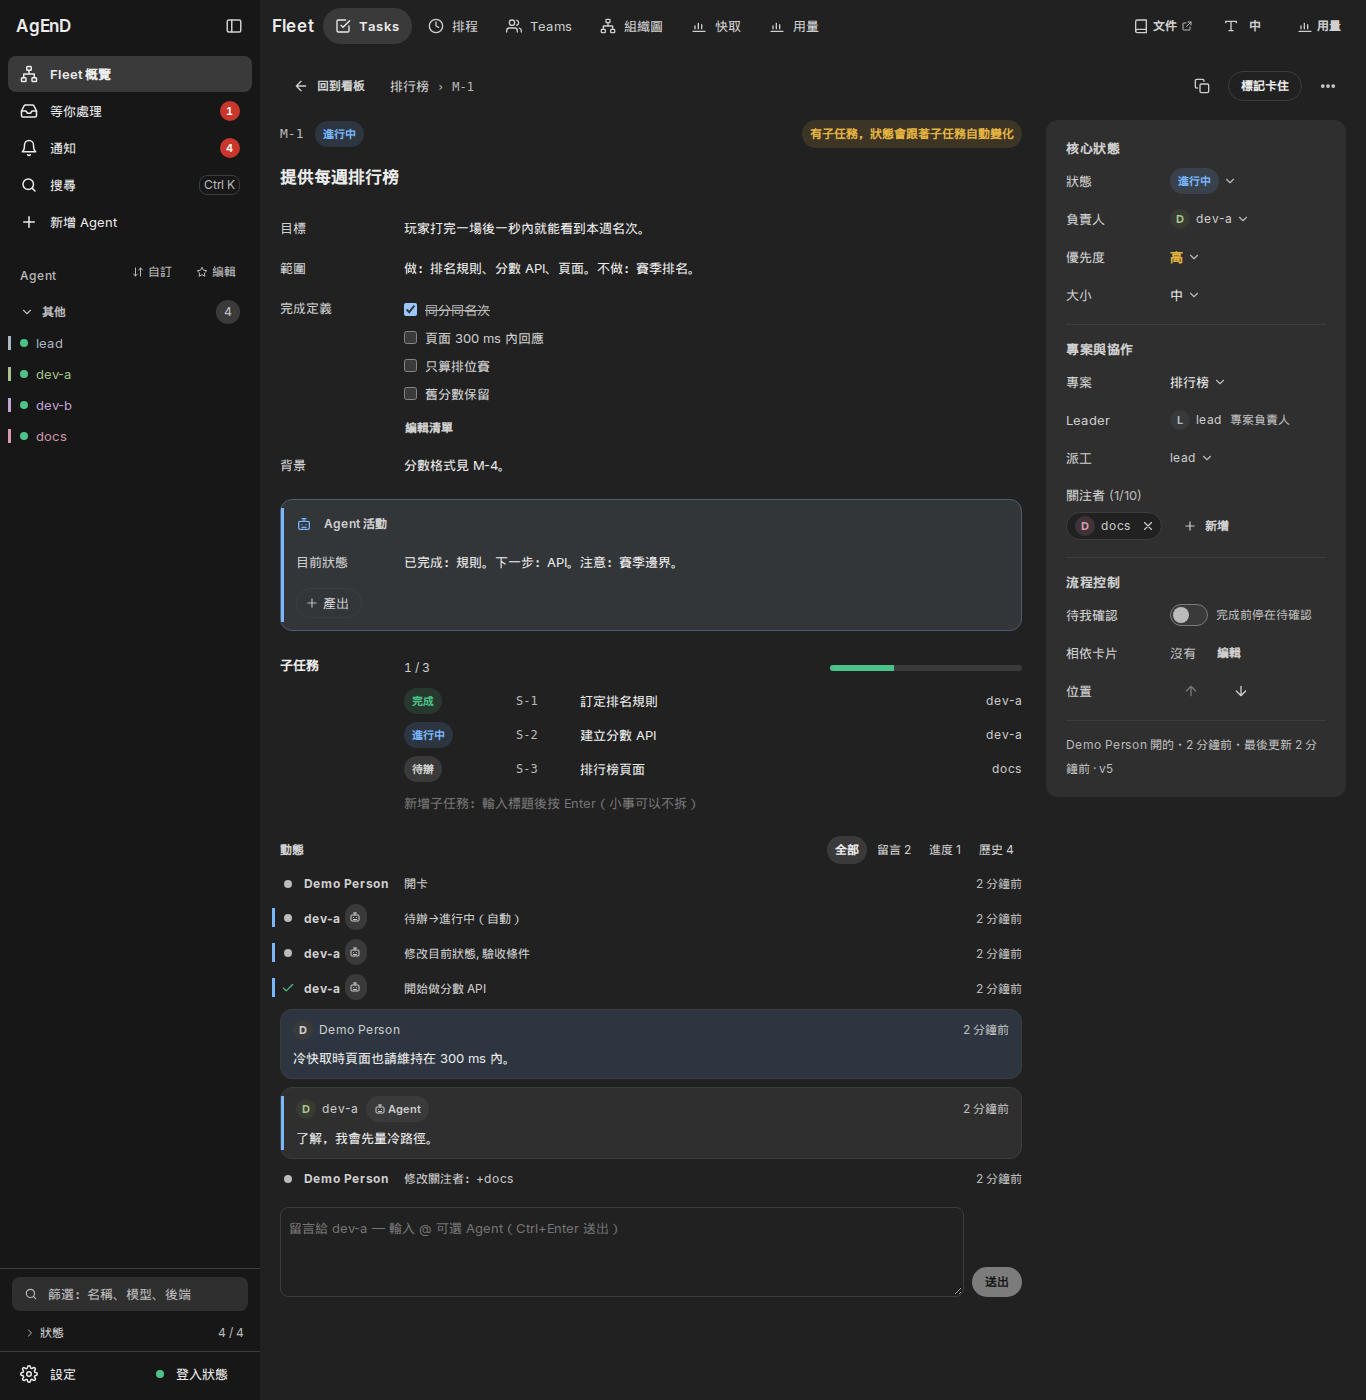 AgEnD
Fleet 概覽
等你處理 1
通知 4
搜尋 Ctrl K
新增 Agent
Agent 自訂 編輯
其他 4
lead
dev-a
dev-b
docs
篩選：名稱、模型、後端
狀態 4 / 4
設定 登入狀態
Fleet Tasks 排程 Teams 組織圖 快取 用量 文件 中 用量
回到看板 排行榜 › M-1 標記卡住
M-1 進行中 有子任務，狀態會跟著子任務自動變化
提供每週排行榜
目標 玩家打完一場後一秒內就能看到本週名次。
範圍 做：排名規則、分數 API、頁面。不做：賽季排名。
完成定義 同分同名次
頁面 300 ms 內回應
只算排位賽
舊分數保留
編輯清單
背景 分數格式見 M-4。
Agent 活動
目前狀態 已完成：規則。下一步：API。注意：賽季邊界。
產出
子任務 1 / 3
完成 S-1 訂定排名規則 dev-a
進行中 S-2 建立分數 API dev-a
待辦 S-3 排行榜頁面 docs
新增子任務：輸入標題後按 Enter（小事可以不拆）
動態 全部 留言 2 進度 1 歷史 4
Demo Person 開卡 2 分鐘前
dev-a 待辦→進行中（自動） 2 分鐘前
dev-a 修改目前狀態, 驗收條件 2 分鐘前
dev-a 開始做分數 API 2 分鐘前
D Demo Person 2 分鐘前
冷快取時頁面也請維持在 300 ms 內。
D dev-a Agent 2 分鐘前
了解，我會先量冷路徑。
Demo Person 修改關注者：+docs 2 分鐘前
留言給 dev-a — 輸入 @ 可選 Agent（Ctrl+Enter 送出）
送出
核心狀態
狀態 進行中
負責人 D dev-a
優先度 高
大小 中
專案與協作
專案 排行榜
Leader L lead 專案負責人
派工 lead
關注者 (1/10)
D docs 新增
流程控制
待我確認 完成前停在待確認
相依卡片 沒有 編輯
位置
Demo Person 開的・2 分鐘前・最後更新 2 分
鐘前 · v5